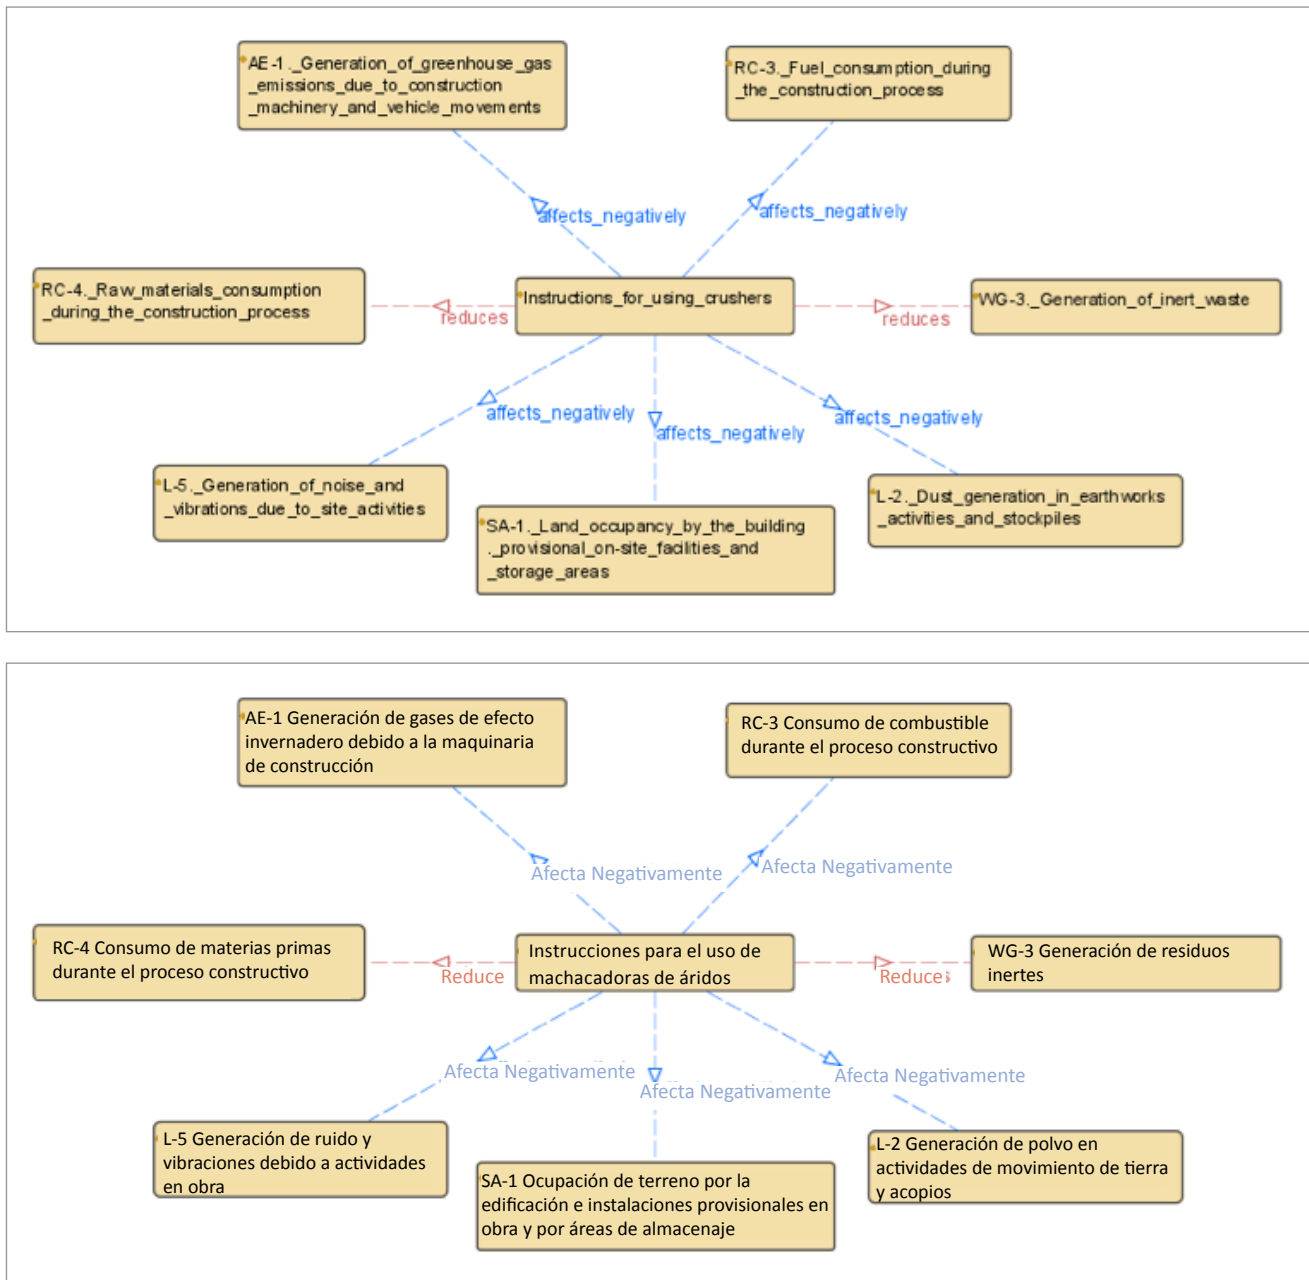 AE-1._Generation_of_greenhouse_gas
_emissions_due_to_construction
_machinery_and_vehicle_movements
RC-3._Fuel_consumption_during
_the_construction_process
affects_negatively
affects_negatively
RC-4._Raw_materials_consumption
_during_the_construction_process
reduces
Instructions_for_using_crushers
reduces
WG-3._Generation_of_inert_waste
affects_negatively
affects_negatively
affects_negatively
L-5._Generation_of_noise_and
_vibrations_due_to_site_activities
SA-1._Land_occupancy_by_the_building
._provisional_on-site_facilities_and
_storage_areas
L-2._Dust_generation_in_earthworks
_activities_and_stockpiles
AE-1 Generación de gases de efecto
invernadero debido a la maquinaria
de construcción
RC-3 Consumo de combustible
durante el proceso constructivo
Afecta Negativamente
Afecta Negativamente
RC-4 Consumo de materias primas
durante el proceso constructivo
Reduce
Instrucciones para el uso de
machacadoras de áridos
Reduce
WG-3 Generación de residuos
inertes
Afecta Negativamente
Afecta Negativamente
Afecta Negativamente
L-5 Generación de ruido y
vibraciones debido a actividades
en obra
SA-1 Ocupación de terreno por la
edificación e instalaciones provisionales en
obra y por áreas de almacenaje
L-2 Generación de polvo en
actividades de movimiento de tierra
y acopios